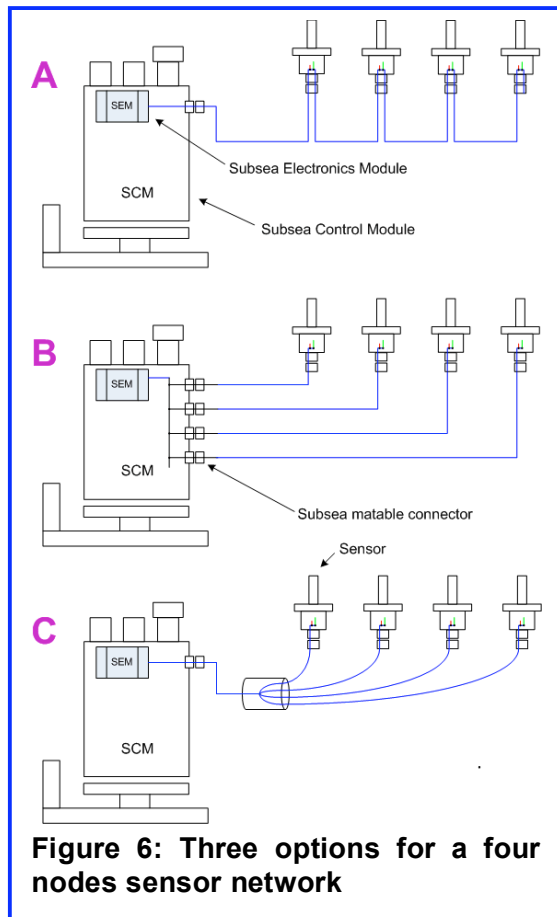 A
SEM
Subsea Electronics Module
SCM
Subsea Control Module
B
SEM
SCM
Subsea matable connector
Sensor
C
SEM
SCM
Figure 6: Three options for a four
nodes sensor network